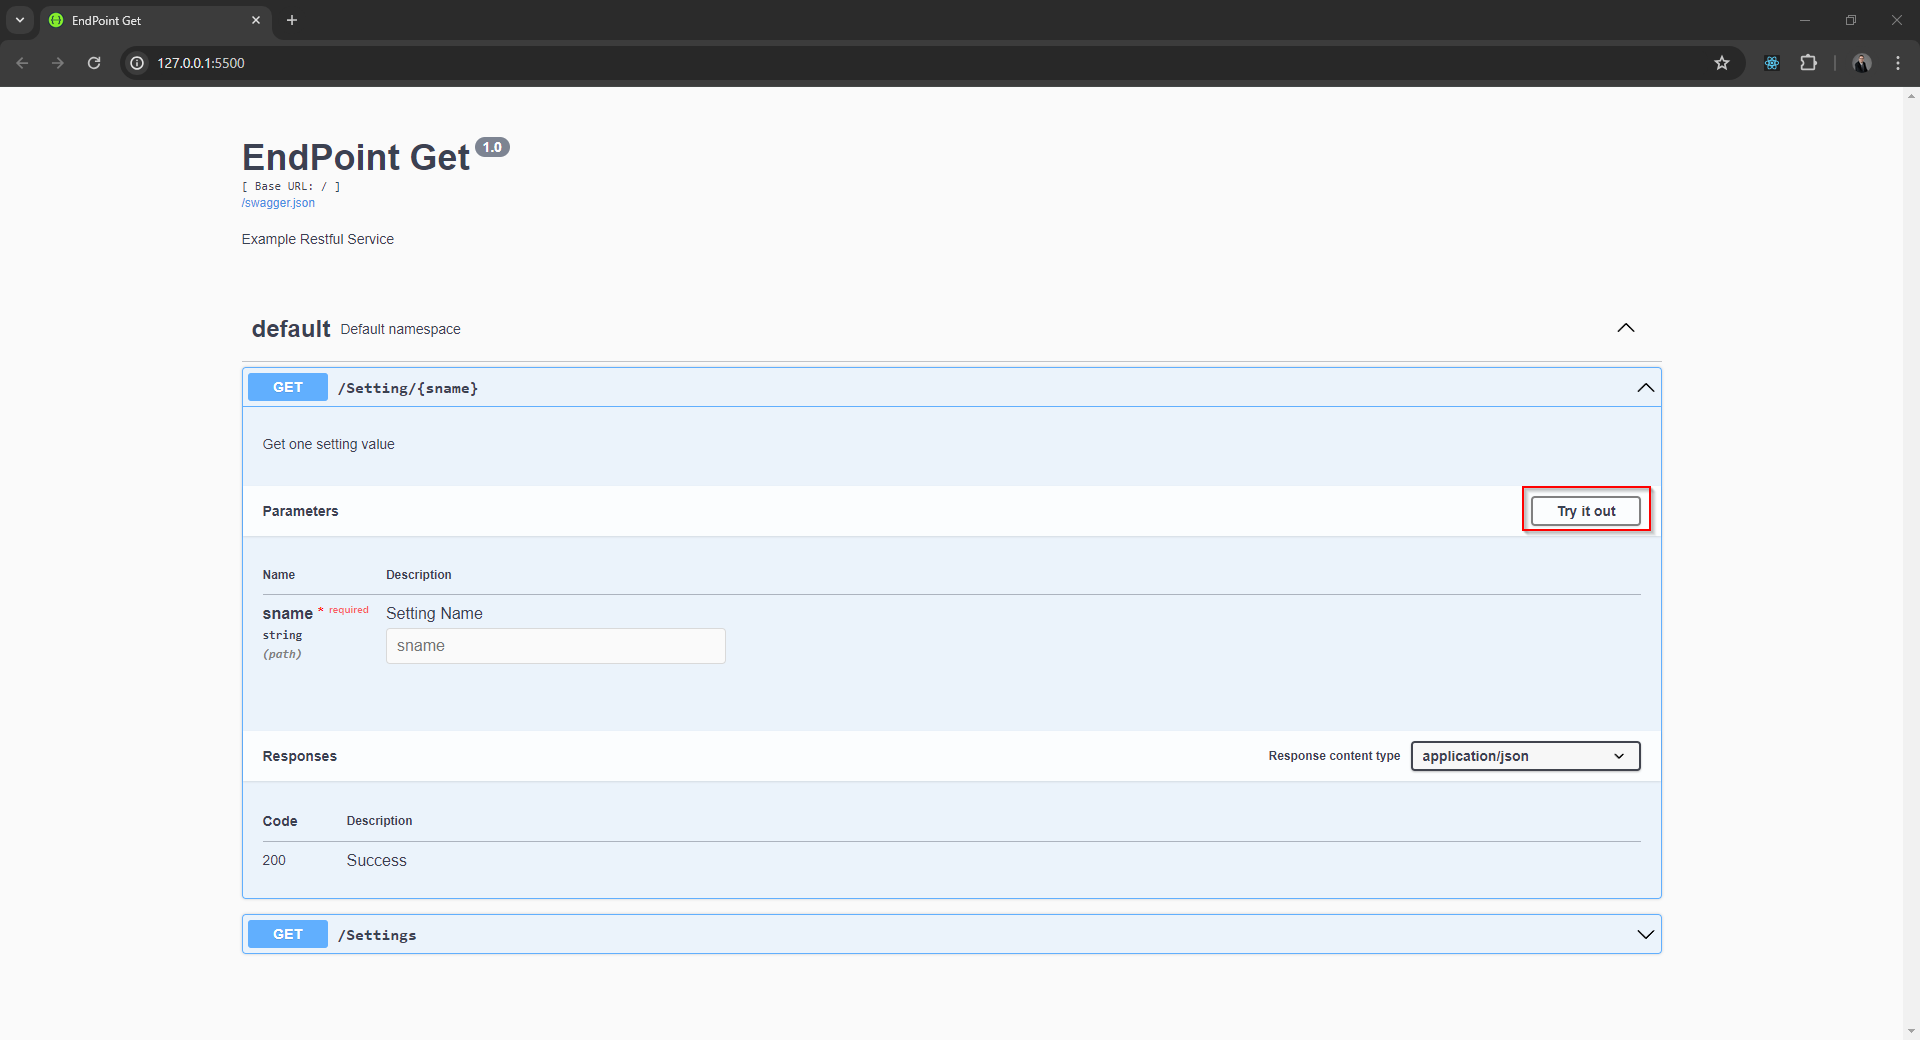 EndPoint Get
127.0.0.1:5500
EndPoint Get 1.0
[ Base URL: / ]
/swagger.json
Example Restful Service
default Default namespace
GET /Setting/{sname}
Get one setting value
Parameters Try it out
Name Description
sname * required Setting Name
string
sname
(path)
Responses Response content type application/json
Code Description
200 Success
GET /Settings